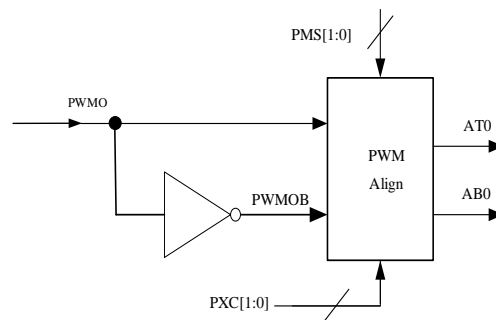 PMS[1:0]
PWMO
AT0
PWM
Align
PWMOB
AB0
PXC[1:0]